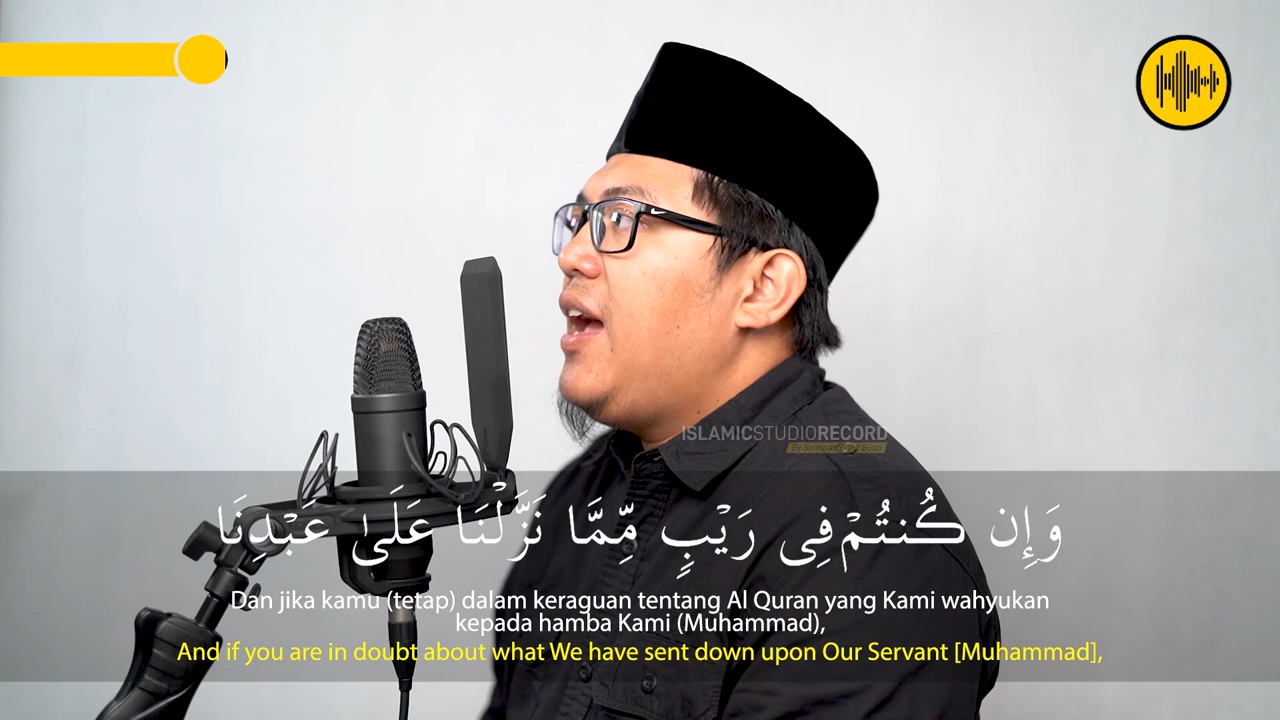 ISLAMICSTUDIORECORD
وَإِن كُنتُمْ فِى رَيْبٍ مِّمَّا نَزَّلْنَا عَلَىٰ عَبْدِنَا
Dan jika kamu (tetap) dalam keraguan tentang Al Quran yang Kami wahyukan
kepada hamba Kami (Muhammad),
And if you are in doubt about what We have sent down upon Our Servant [Muhammad],